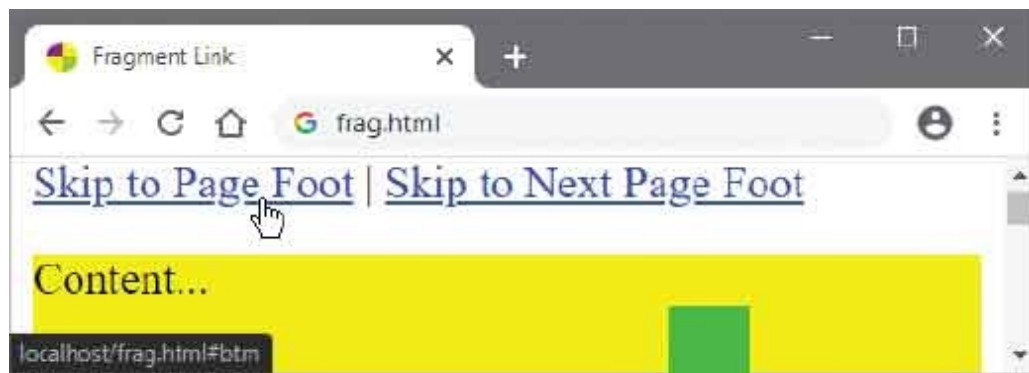 Fragment Link
frag.html
Skip to Page Foot | Skip to Next Page Foot
Content...
localhost/frag.html#btm